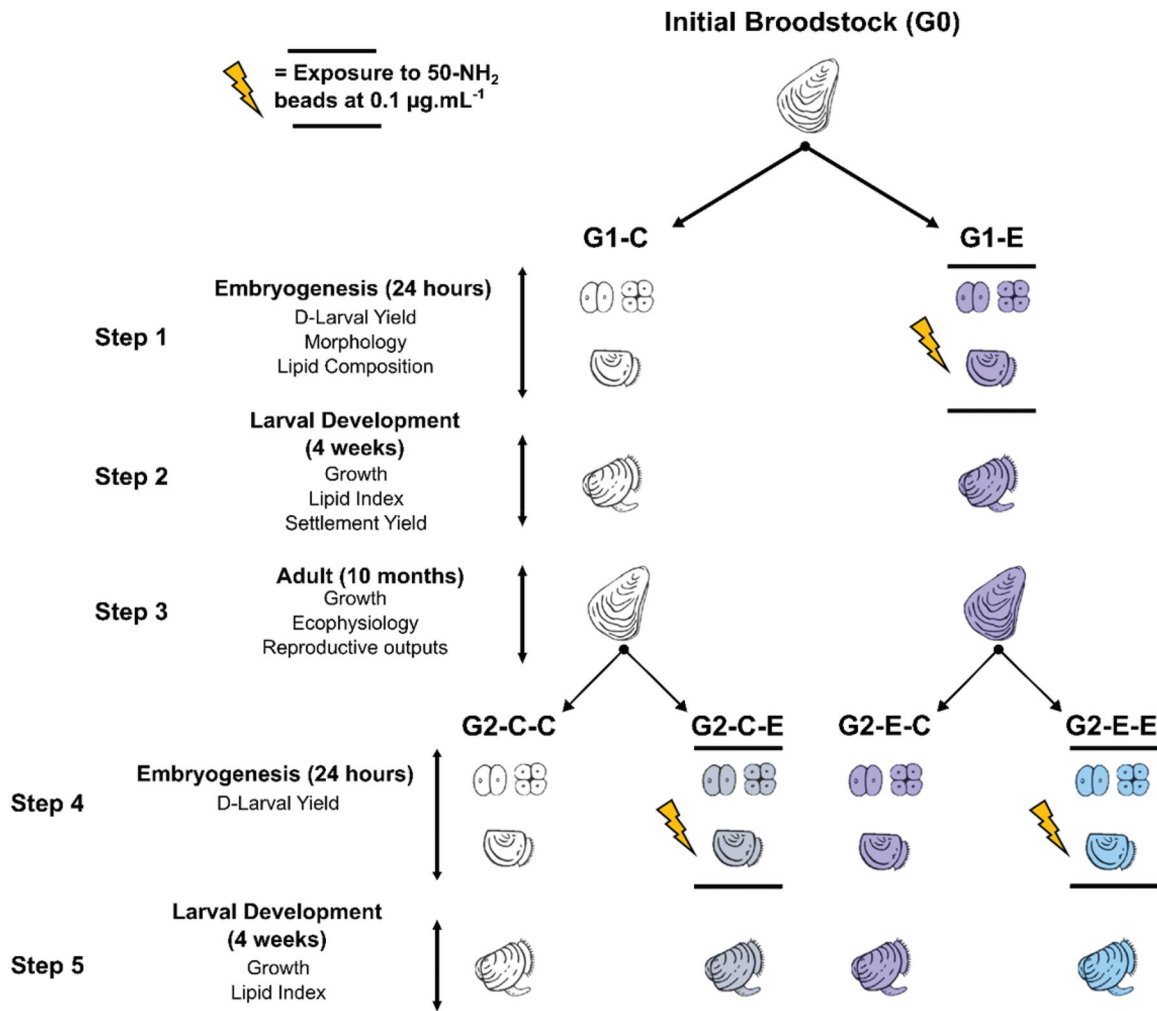 Initial Broodstock (G0)
= Exposure to 50-NH₂
beads at 0.1 µg.mL⁻¹
G1-C
G1-E
Step 1
Embryogenesis (24 hours)
D-Larval Yield
Morphology
Lipid Composition
Step 2
Larval Development
(4 weeks)
Growth
Lipid Index
Settlement Yield
Step 3
Adult (10 months)
Growth
Ecophysiology
Reproductive outputs
G2-C-C
G2-C-E
G2-E-C
G2-E-E
Step 4
Embryogenesis (24 hours)
D-Larval Yield
Step 5
Larval Development
(4 weeks)
Growth
Lipid Index